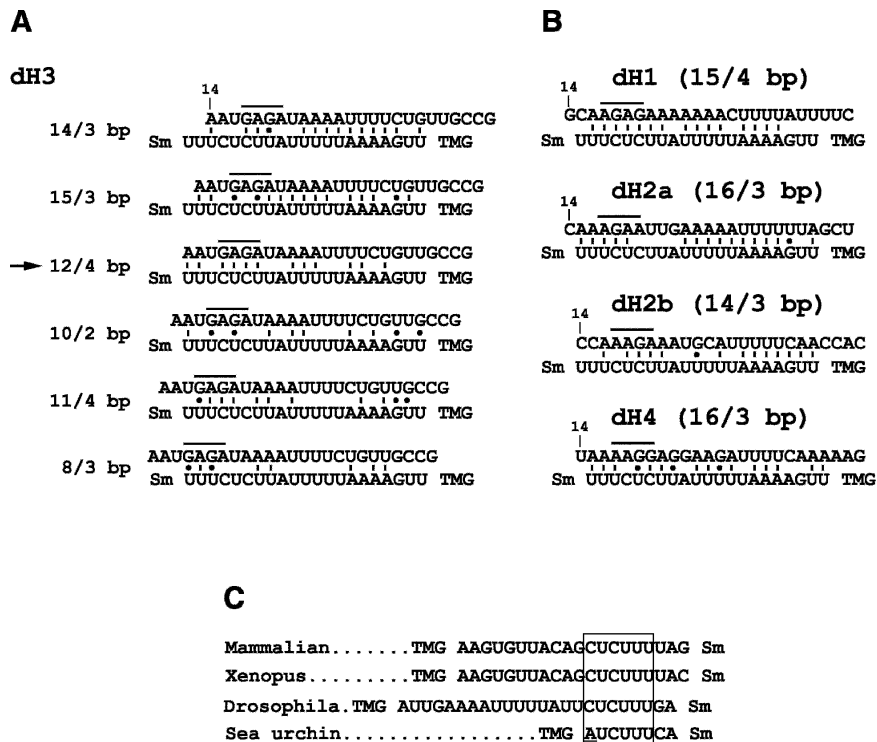 A
dH3
14
14/3 bp AAUGAGAUAAAAUUUUCUGUUGCCG
Sm UUUCUCUUAUUUUUAAAAGUU TMG
15/3 bp AAUGAGAUAAAAUUUUCUGUUGCCG
Sm UUUCUCUUAUUUUUAAAAGUU TMG
12/4 bp AAUGAGAUAAAAUUUUCUGUUGCCG
Sm UUUCUCUUAUUUUUAAAAGUU TMG
10/2 bp AAUGAGAUAAAAUUUUCUGUUGCCG
Sm UUUCUCUUAUUUUUAAAAGUU TMG
11/4 bp AAUGAGAUAAAAUUUUCUGUUGCCG
Sm UUUCUCUUAUUUUUAAAAGUU TMG
8/3 bp AAUGAGAUAAAAUUUUCUGUUGCCG
Sm UUUCUCUUAUUUUUAAAAGUU TMG
B
dH1 (15/4 bp)
14
GCAAGAGAAAAAAACUUUUAUUUUC
Sm UUUCUCUUAUUUUUAAAAGUU TMG
dH2a (16/3 bp)
14
CAAAGAAUUGAAAAAUUUUUUAGCU
Sm UUUCUCUUAUUUUUAAAAGUU TMG
dH2b (14/3 bp)
14
CCAAAGAAAUGCAUUUUUCAACCAC
Sm UUUCUCUUAUUUUUAAAAGUU TMG
dH4 (16/3 bp)
14
UAAAAGGAGGAAGAUUUUCAAAAAG
Sm UUUCUCUUAUUUUUAAAAGUU TMG
C
Mammalian.......TMG AAGUGUUACAGCUCUUUUAG Sm
Xenopus.........TMG AAGUGUUACAGCUCUUUUAC Sm
Drosophila.TMG AUUGAAAAUUUUUAUUCUCUUUGA Sm
Sea urchin.................TMG AUCUUUCA Sm